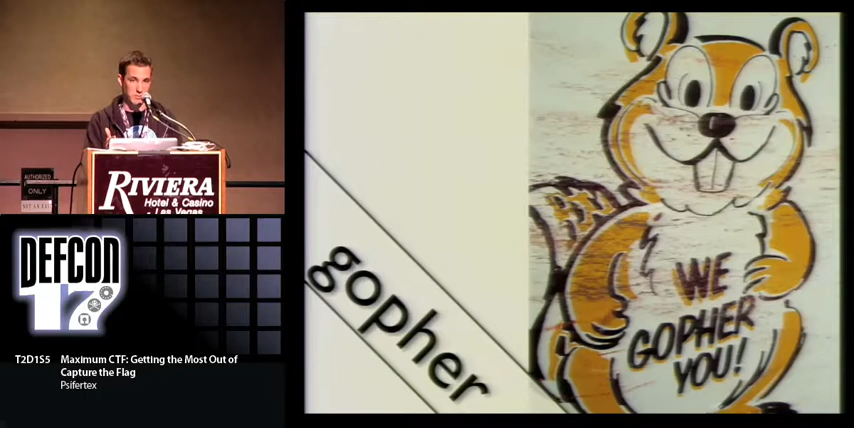 AUTHORIZED
ONLY
RIVIERA
Hotel & Casino
Las Vegas
DEFCON
17
T2D1S5 Maximum CTF: Getting the Most Out of
Capture the Flag
Psifertex
gopher
WE
GOPHER
YOU!